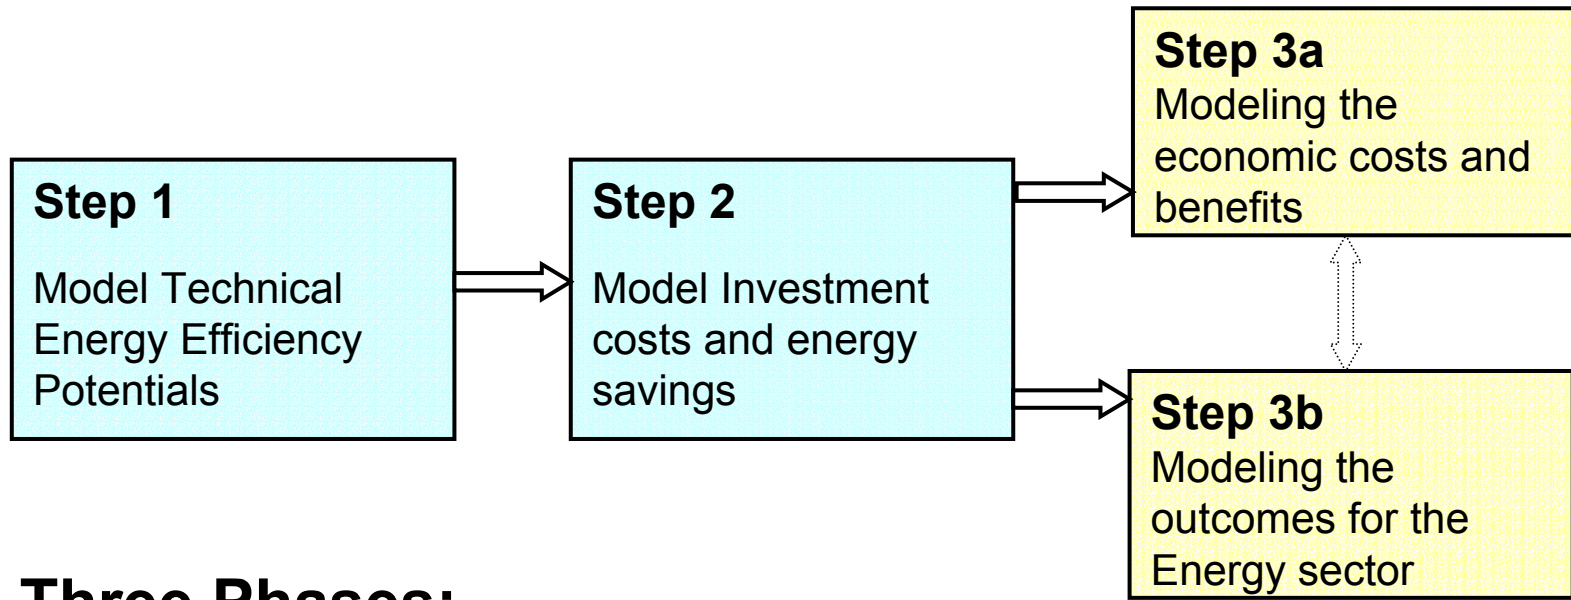 Step 1
Model Technical
Energy Efficiency
Potentials
Step 2
Model Investment
costs and energy
savings
Step 3a
Modeling the
economic costs and
benefits
Step 3b
Modeling the
outcomes for the
Energy sector
Three Phases: